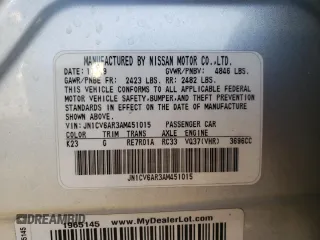 MANUFACTURED BY NISSAN MOTOR CO.,LTD.
GVWR/PNBV: 4846 LBS.
GAWR/PNBE FR: 2423 LBS. RR: 2482 LBS.
THIS VEHICLE CONFORMS TO ALL APPLICABLE
FEDERAL MOTOR VEHICLE SAFETY,BUMPER,AND THEFT
PREVENTION STANDARDS IN EFFECT ON THE DATE OF
MANUFACTURE SHOWN ABOVE.
VIN: JN1CV6AR3AM451015 PASSENGER CAR
COLOR TRIM TRANS AXLE ENGINE
K23 G RE7R01A RC33 VQ37(VHR) 3696CC
JN1CV6AR3AM451015
1965145
www.MyDealerLot.com
DREAMBID